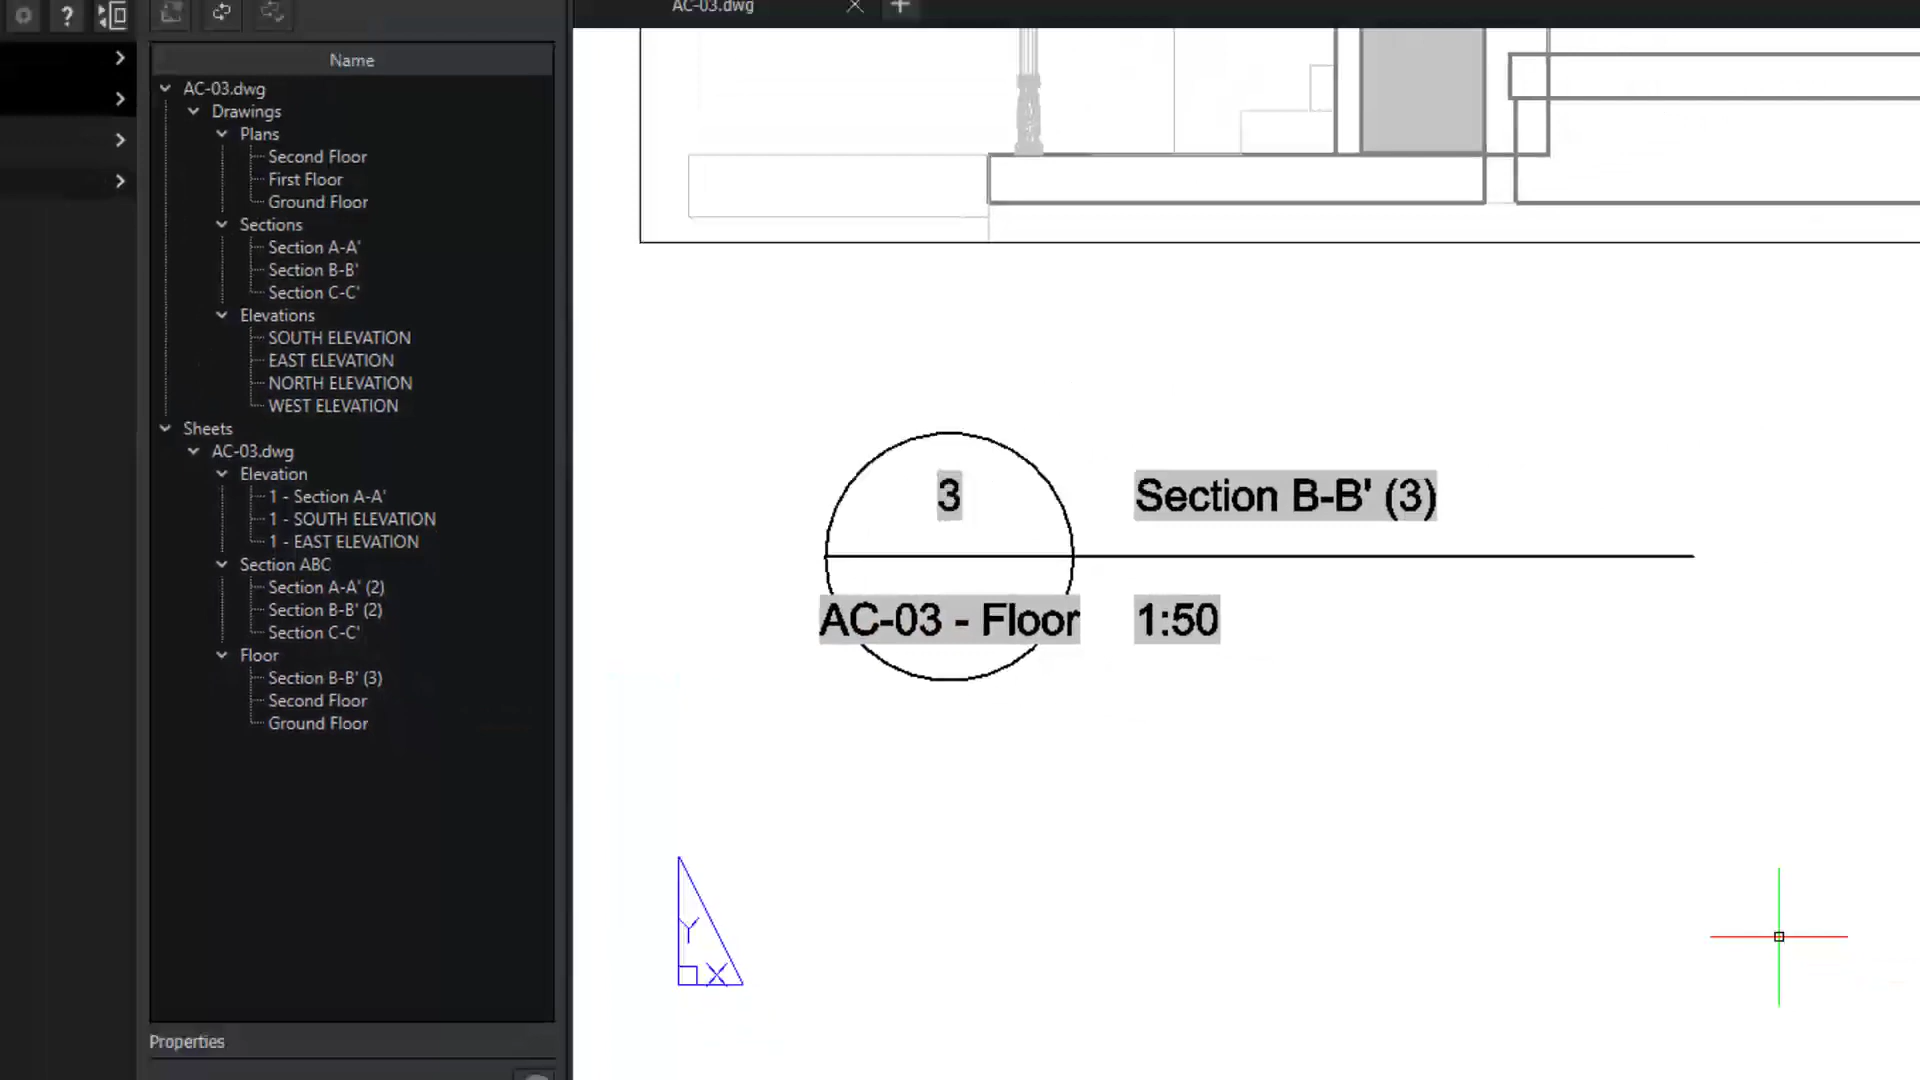 AC-03.dwg
Name
AC-03.dwg
Drawings
Plans
Second Floor
First Floor
Ground Floor
Sections
Section A-A'
Section B-B'
Section C-C'
Elevations
SOUTH ELEVATION
EAST ELEVATION
NORTH ELEVATION
WEST ELEVATION
Sheets
AC-03.dwg
Elevation
1 - Section A-A'
1 - SOUTH ELEVATION
1 - EAST ELEVATION
Section ABC
Section A-A' (2)
Section B-B' (2)
Section C-C'
Floor
Section B-B' (3)
Second Floor
Ground Floor
Properties
3
Section B-B' (3)
AC-03 - Floor
1:50
Y
X